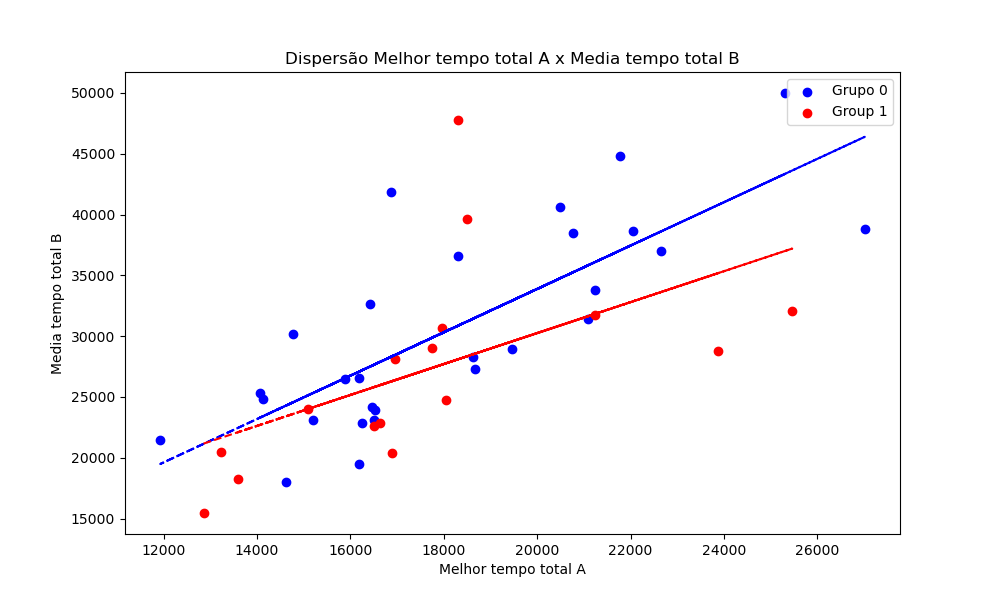 Dispersão Melhor tempo total A x Media tempo total B
Grupo 0
Group 1
Media tempo total B
50000
45000
40000
35000
30000
25000
20000
15000
12000 14000 16000 18000 20000 22000 24000 26000
Melhor tempo total A